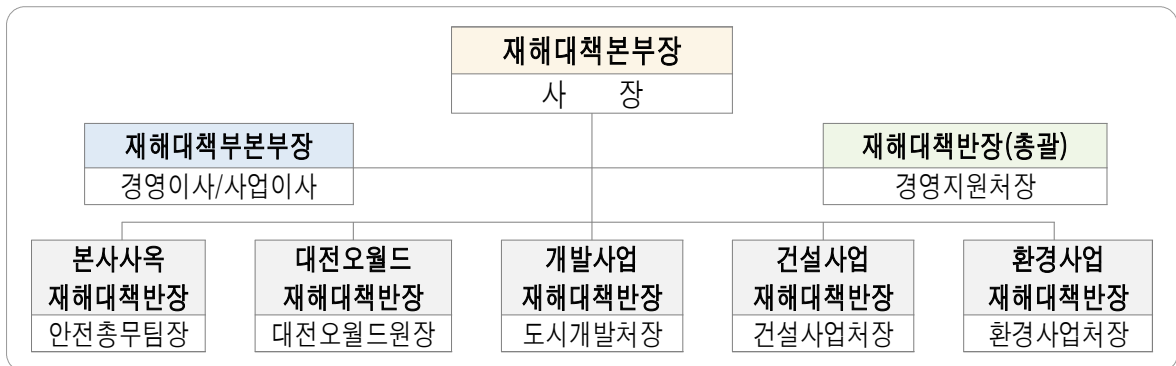 재해대책본부장
사 장
재해대책부본부장
경영이사/사업이사
재해대책반장(총괄)
경영지원처장
본사사옥
재해대책반장
안전총무팀장
대전오월드
재해대책반장
대전오월드원장
개발사업
재해대책반장
도시개발처장
건설사업
재해대책반장
건설사업처장
환경사업
재해대책반장
환경사업처장